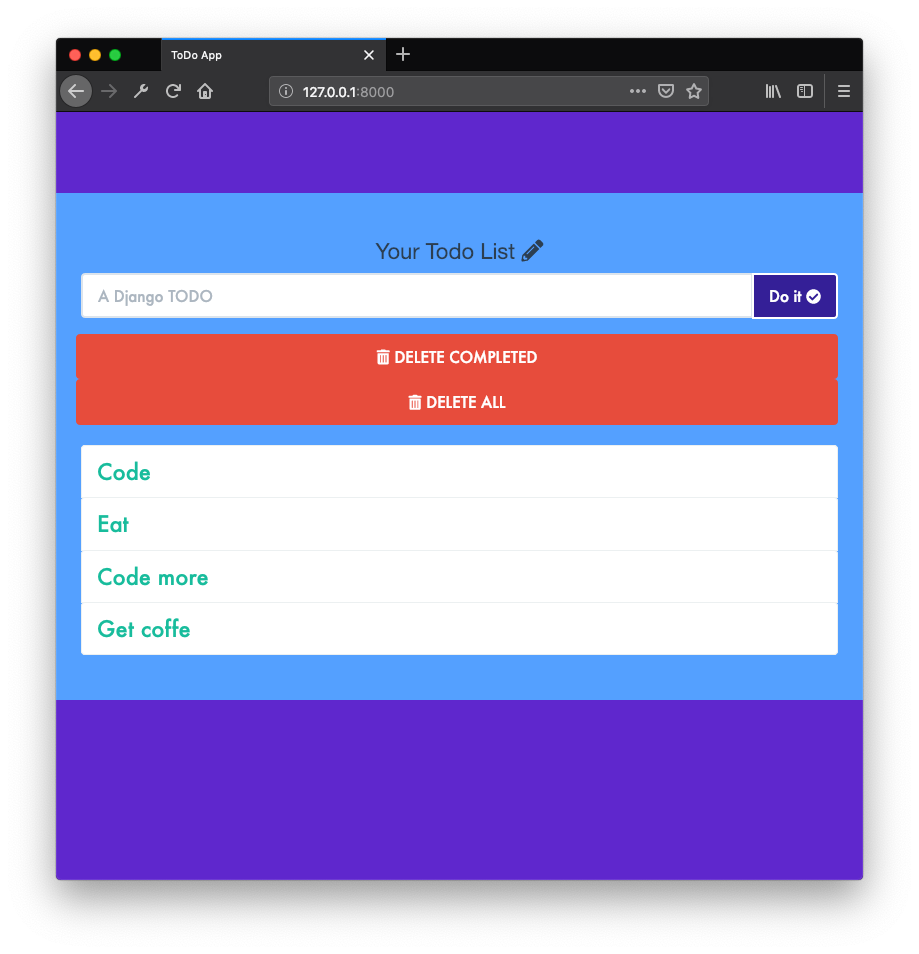 ToDo App
127.0.0.1:8000
Your Todo List
A Django TODO
Do it
DELETE COMPLETED
DELETE ALL
Code
Eat
Code more
Get coffe